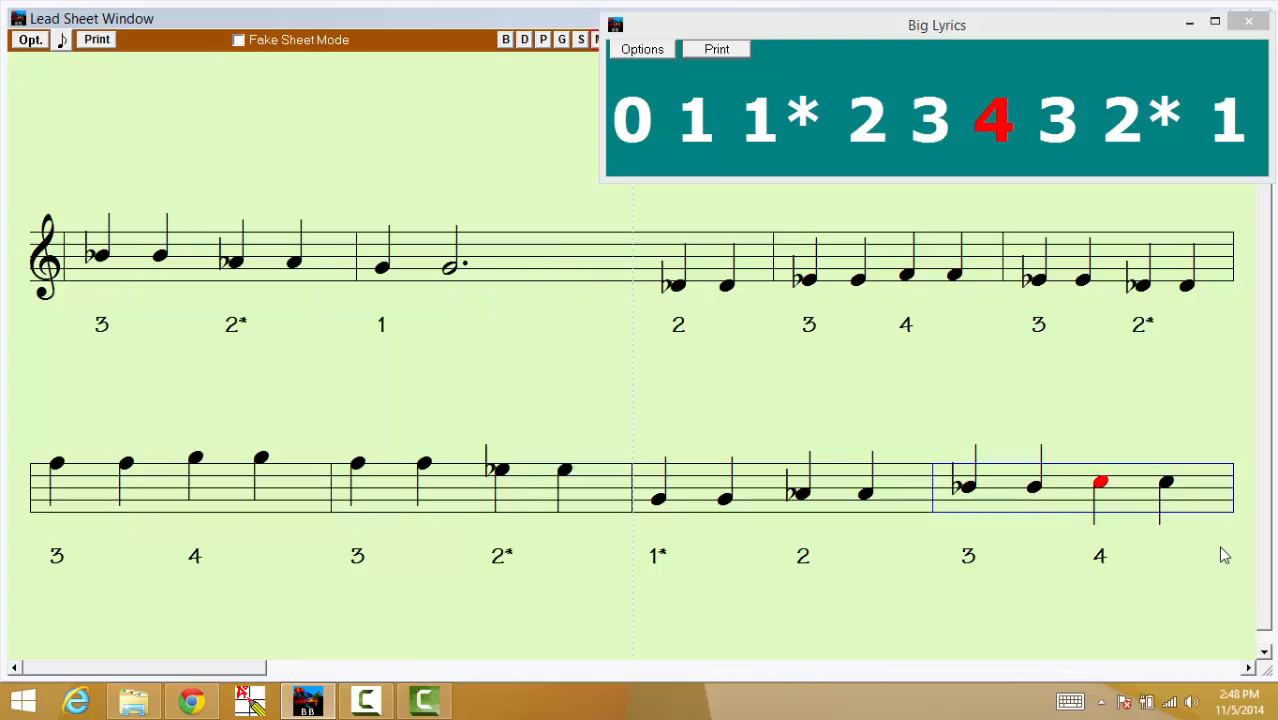 Lead Sheet Window
Big Lyrics
Opt. Print Fake Sheet Mode B D P G S
Options Print
0 1 1* 2 3 4 3 2* 1
3 2* 1 2 3 4 3 2*
3 4 3 2* 1* 2 3 4
BB
2:48 PM
11/5/2014